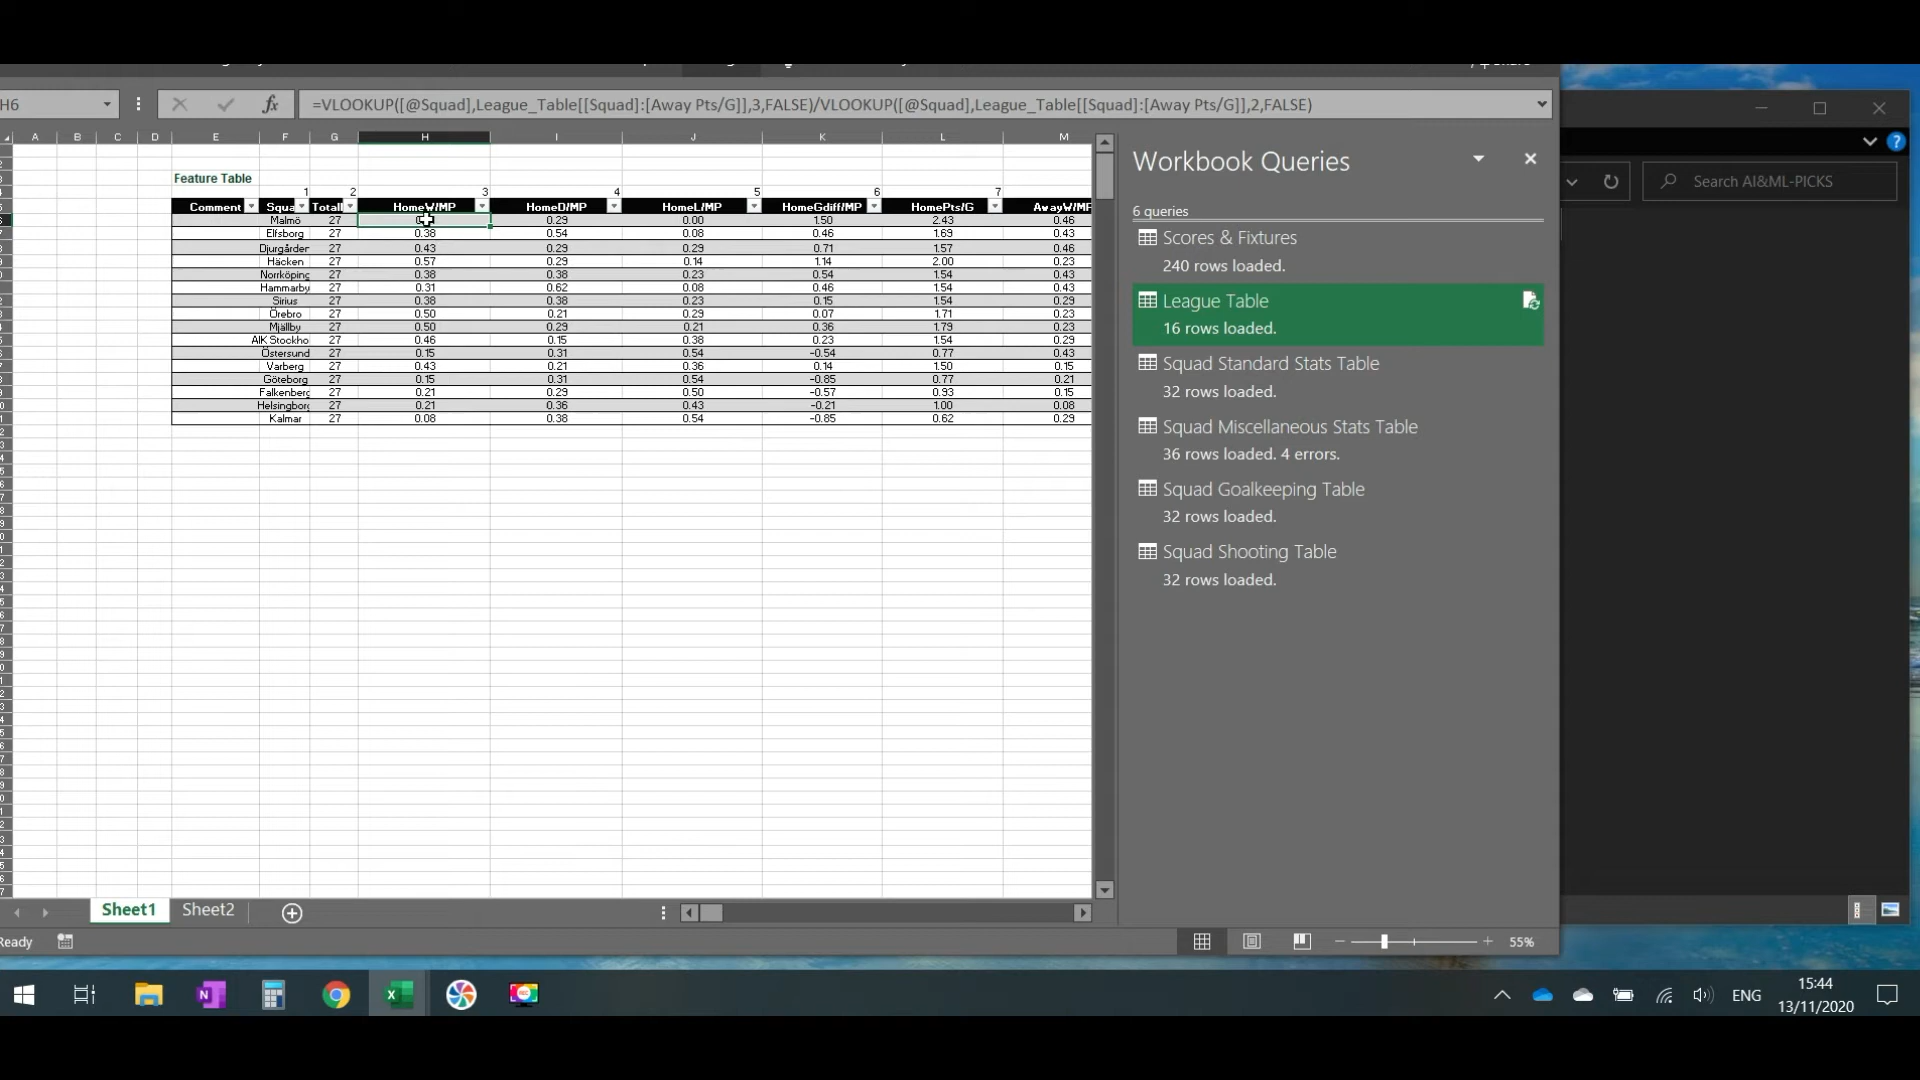 H6 fx =VLOOKUP([@Squad],League_Table[[Squad]:[Away Pts/G]],3,FALSE)/VLOOKUP([@Squad],League_Table[[Squad]:[Away Pts/G]],2,FALSE)
A B C D E F G H I J K L M
Feature Table
1 2 3 4 5 6 7
Comment Squa Totall HomeW/MP HomeD/MP HomeL/MP HomeGdiff/MP HomePts/G AwayW/MP
Malmö 27 0.29 0.00 1.50 2.43 0.46
Elfsborg 27 0.38 0.54 0.08 0.46 1.69 0.43
Djurgården 27 0.43 0.29 0.29 0.71 1.57 0.46
Häcken 27 0.57 0.29 0.14 1.14 2.00 0.23
Norrköping 27 0.38 0.38 0.23 0.54 1.54 0.43
Hammarby 27 0.31 0.62 0.08 0.46 1.54 0.43
Sirius 27 0.38 0.38 0.23 0.15 1.54 0.29
Örebro 27 0.50 0.21 0.29 0.07 1.71 0.23
Mjällby 27 0.50 0.29 0.21 0.36 1.79 0.23
AIK Stockho 27 0.46 0.15 0.38 0.23 1.54 0.29
Östersund 27 0.15 0.31 0.54 -0.54 0.77 0.43
Varberg 27 0.43 0.21 0.36 0.14 1.50 0.15
Göteborg 27 0.15 0.31 0.54 -0.85 0.77 0.21
Falkenberg 27 0.21 0.29 0.50 -0.57 0.93 0.15
Helsingborg 27 0.21 0.36 0.43 -0.21 1.00 0.08
Kalmar 27 0.08 0.38 0.54 -0.85 0.62 0.29
Workbook Queries
6 queries
Scores & Fixtures
240 rows loaded.
League Table
16 rows loaded.
Squad Standard Stats Table
32 rows loaded.
Squad Miscellaneous Stats Table
36 rows loaded. 4 errors.
Squad Goalkeeping Table
32 rows loaded.
Squad Shooting Table
32 rows loaded.
Search AI&ML-PICKS
Sheet1 Sheet2
Ready
55%
ENG
15:44
13/11/2020